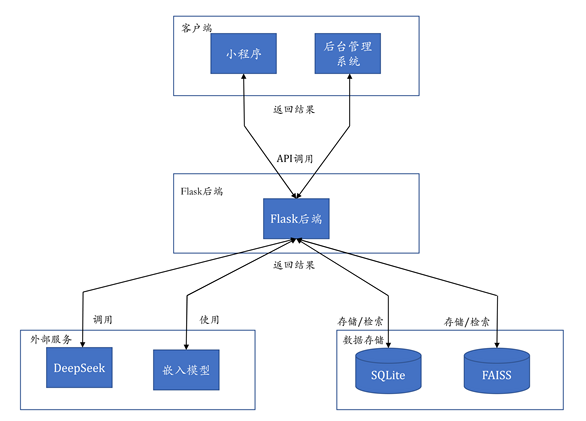 客户端
小程序
后台管理
系统
返回结果
API调用
Flask后端
Flask后端
返回结果
调用
使用
存储/检索
存储/检索
外部服务
数据存储
DeepSeek
嵌入模型
SQLite
FAISS